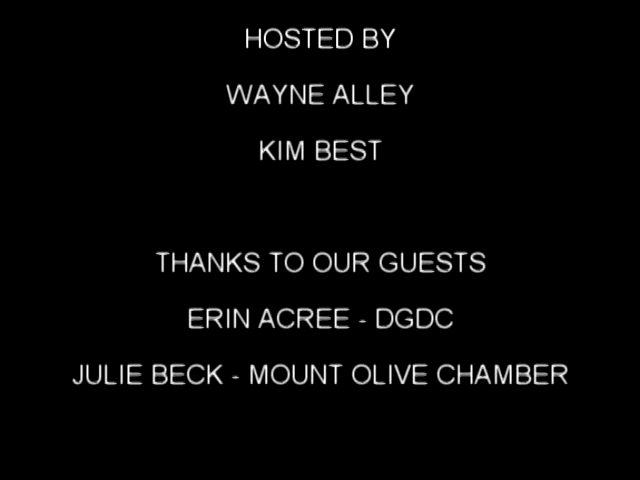 HOSTED BY
WAYNE ALLEY
KIM BEST
THANKS TO OUR GUESTS
ERIN ACREE - DGDC
JULIE BECK - MOUNT OLIVE CHAMBER